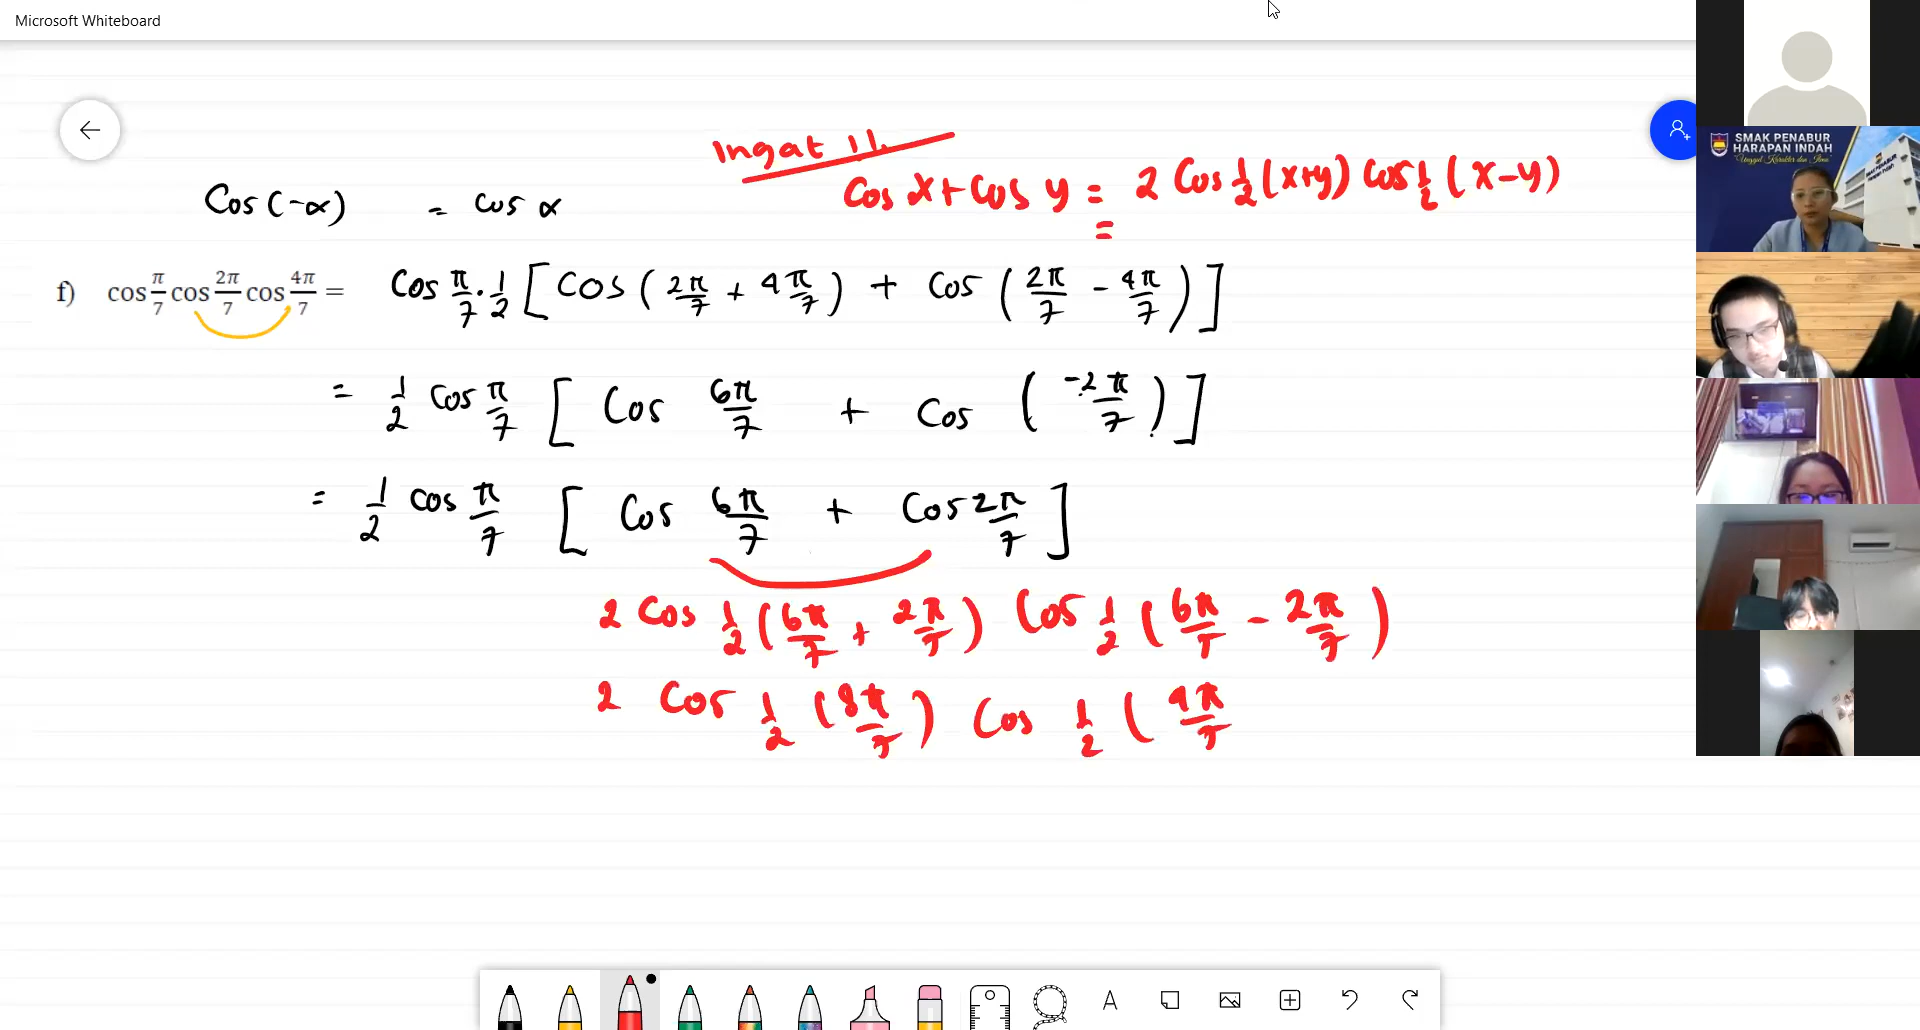 Microsoft Whiteboard
Ingat !!.
Cos x + Cos y = 2 Cos 1/2 (x+y) Cos 1/2 (x-y)
=
Cos (-α) = cos α
f) cos π/7 cos 2π/7 cos 4π/7 = Cos π/7 . 1/2 [ COS ( 2π/7 + 4π/7 ) + Cos ( 2π/7 - 4π/7 ) ]
= 1/2 Cos π/7 [ Cos 6π/7 + Cos ( -2π/7 ) ]
= 1/2 cos π/7 [ Cos 6π/7 + Cos 2π/7 ]
2 Cos 1/2 ( 6π/7 + 2π/7 ) Cos 1/2 ( 6π/7 - 2π/7 )
2 Cos 1/2 ( 8π/7 ) Cos 1/2 ( 4π/7
SMAK PENABUR
HARAPAN INDAH
"Unggul Karakter dan Ilmu"